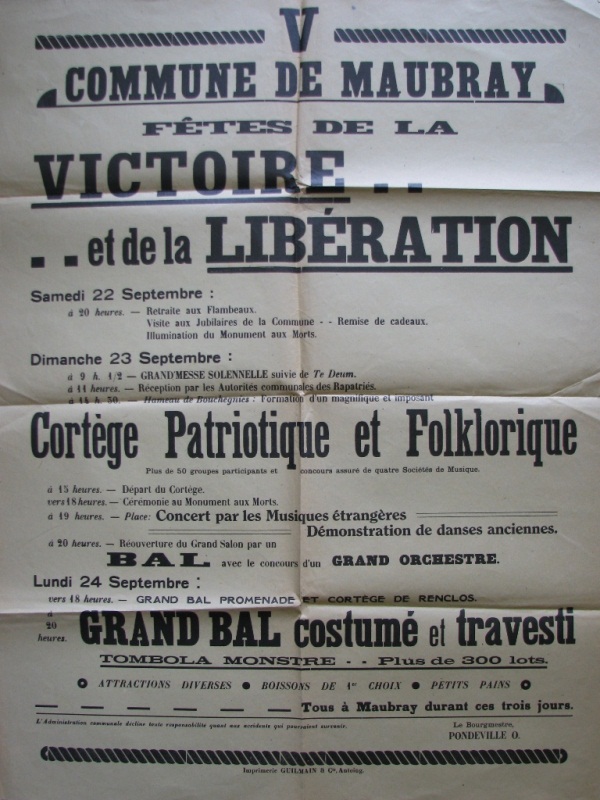 V
COMMUNE DE MAUBRAY
FÊTES DE LA
VICTOIRE . .
. . et de la LIBÉRATION
Samedi 22 Septembre :
à 20 heures. — Retraite aux Flambeaux.
Visite aux Jubilaires de la Commune - - Remise de cadeaux.
Illumination du Monument aux Morts.
Dimanche 23 Septembre :
à 9 h. 1/2 — GRAND'MESSE SOLENNELLE suivie de Te Deum.
à 11 heures. — Réception par les Autorités communales des Rapatriés.
à 14 h. 30. — Hameau de Bouchegnies : Formation d'un magnifique et imposant
Cortège Patriotique et Folklorique
Plus de 50 groupes participants et concours assuré de quatre Sociétés de Musique.
à 15 heures. — Départ du Cortège.
vers 18 heures. — Cérémonie au Monument aux Morts.
à 19 heures. — Place: Concert par les Musiques étrangères
Démonstration de danses anciennes.
à 20 heures. — Réouverture du Grand Salon par un
BAL avec le concours d'un GRAND ORCHESTRE.
Lundi 24 Septembre :
vers 18 heures. — GRAND BAL PROMENADE ET CORTÈGE DE RENCLOS.
à 20 heures. GRAND BAL costumé et travesti
TOMBOLA MONSTRE - - Plus de 300 lots.
ATTRACTIONS DIVERSES ● BOISSONS DE 1er CHOIX ● PETITS PAINS
Tous à Maubray durant ces trois jours.
L'Administration communale décline toute responsabilité quant aux accidents qui pourraient survenir.
Le Bourgmestre,
PONDEVILLE O.
Imprimerie GUILMAIN & Cie, Antoing.